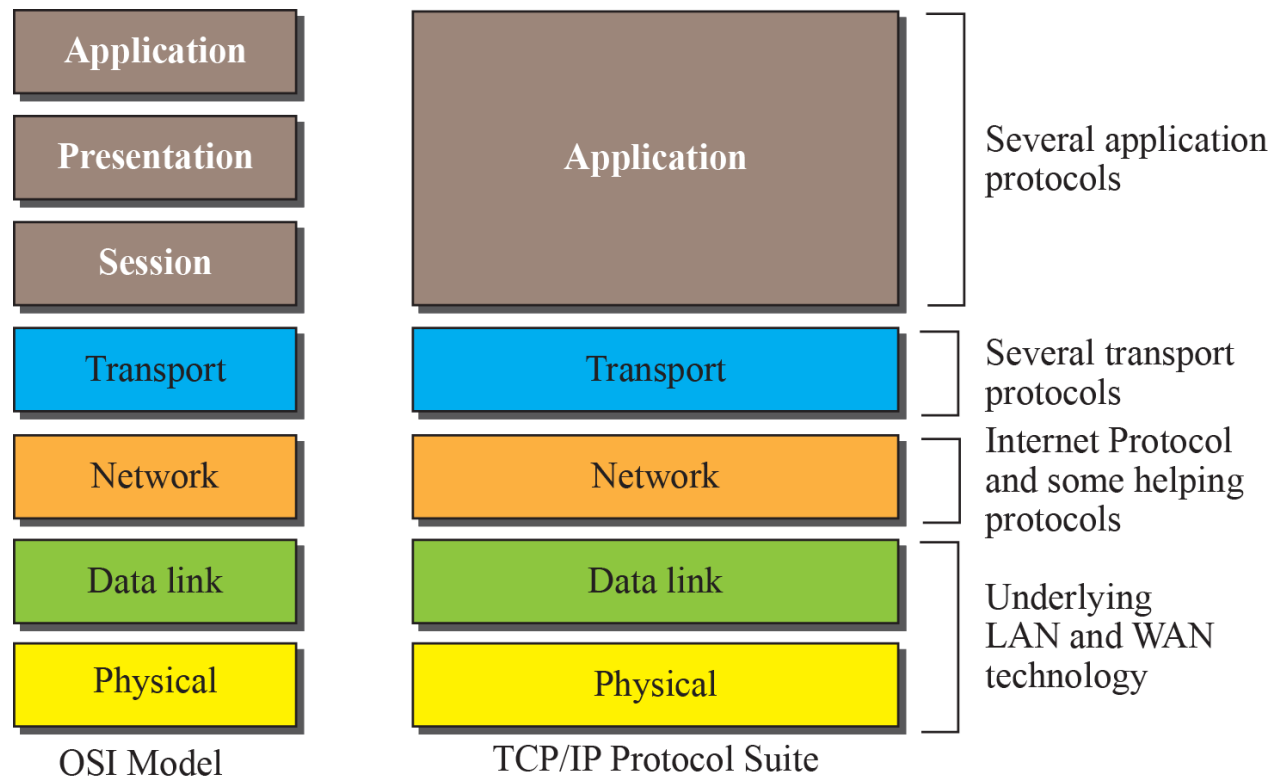 Application
Presentation
Session
Transport
Network
Data link
Physical
OSI Model
Application
Transport
Network
Data link
Physical
TCP/IP Protocol Suite
Several application
protocols
Several transport
protocols
Internet Protocol
and some helping
protocols
Underlying
LAN and WAN
technology